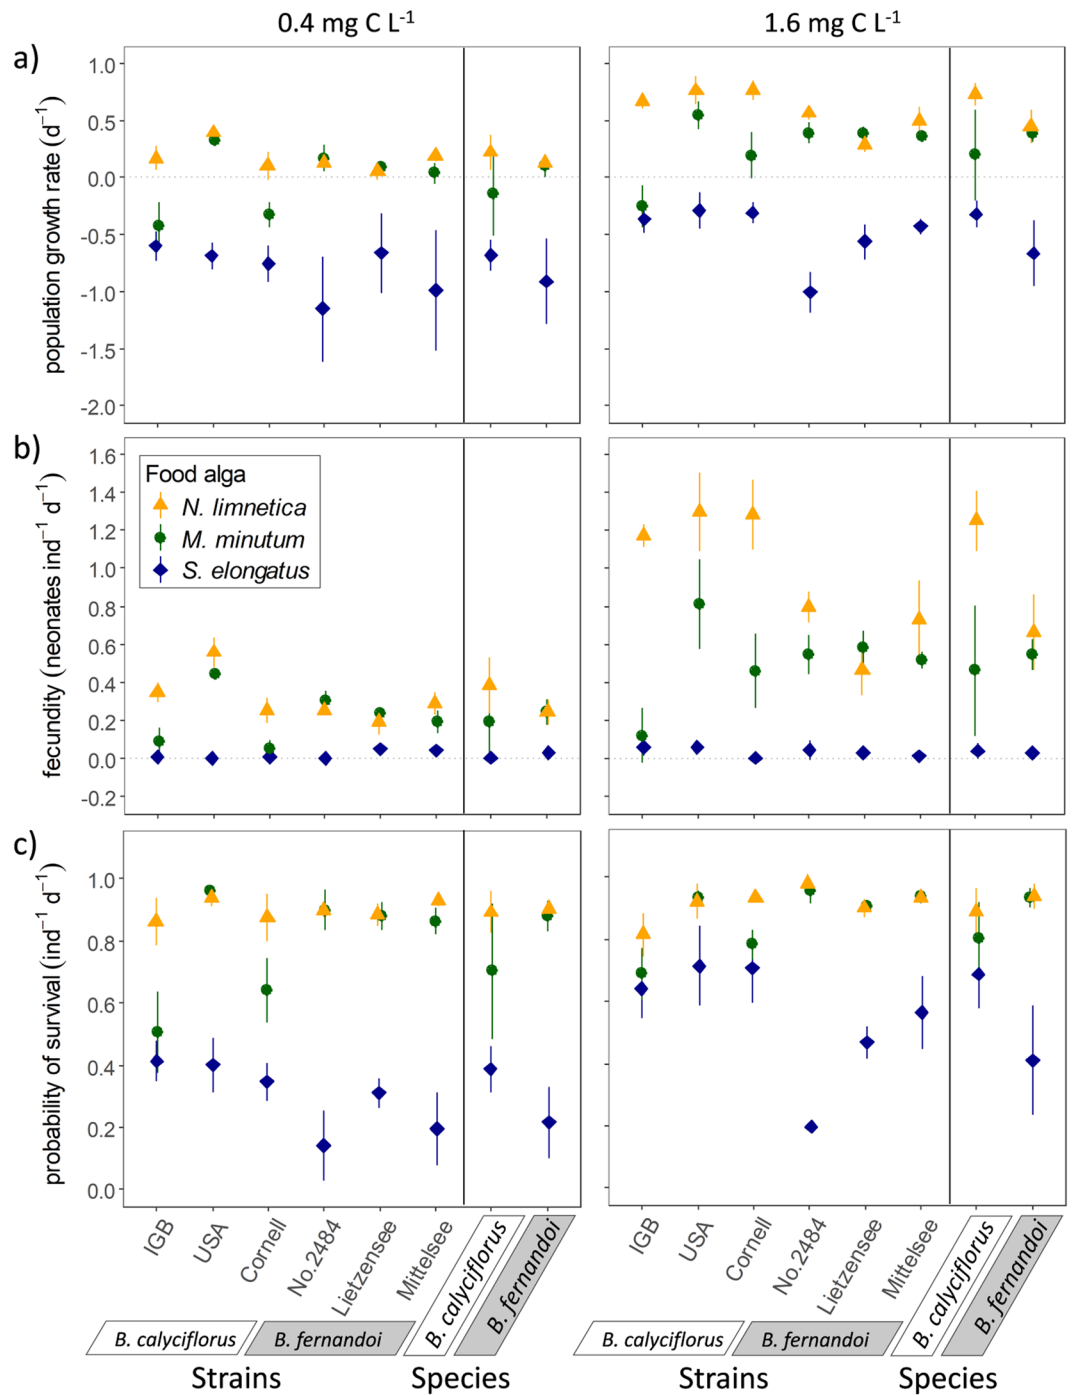 0.4 mg C L⁻¹
1.6 mg C L⁻¹
a)
population growth rate (d⁻¹)
1.0
0.5
0.0
-0.5
-1.0
-1.5
-2.0
b)
fecundity (neonates ind⁻¹ d⁻¹)
1.6
1.4
1.2
1.0
0.8
0.6
0.4
0.2
0.0
-0.2
Food alga
N. limnetica
M. minutum
S. elongatus
c)
probability of survival (ind⁻¹ d⁻¹)
1.0
0.8
0.6
0.4
0.2
0.0
IGB
USA
Cornell
No.2484
Lietzensee
Mittelsee
B. calyciflorus
B. fernandoi
IGB
USA
Cornell
No.2484
Lietzensee
Mittelsee
B. calyciflorus
B. fernandoi
B. calyciflorus
B. fernandoi
B. calyciflorus
B. fernandoi
Strains
Species
Strains
Species